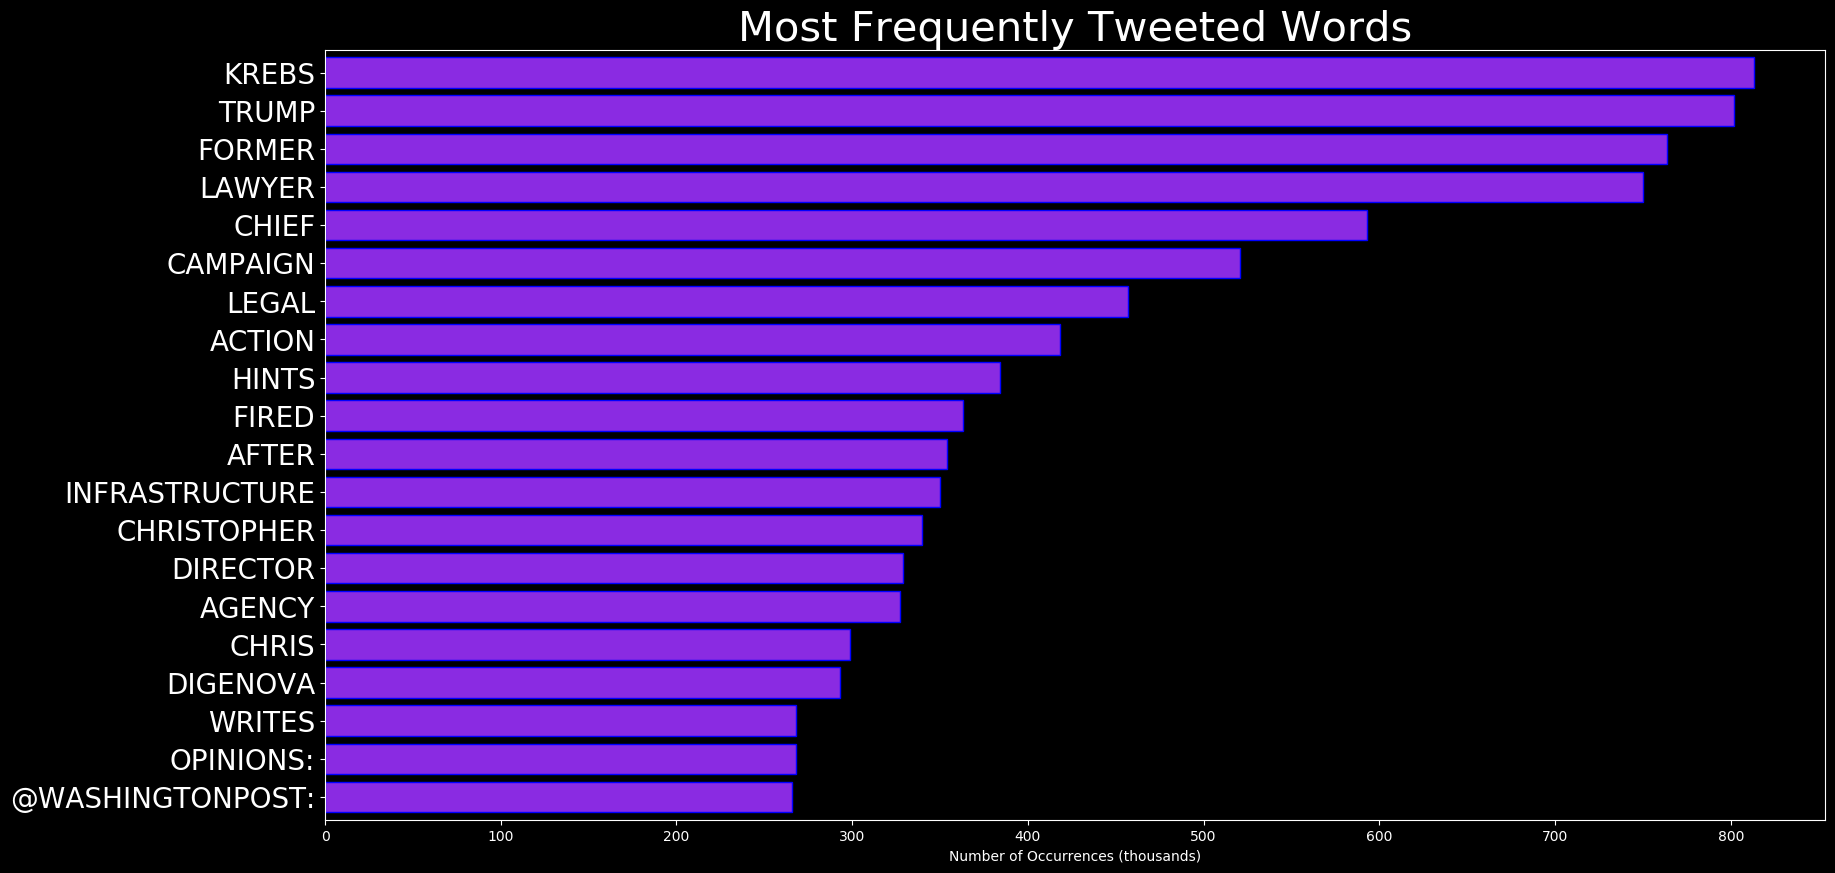 Most Frequently Tweeted Words
KREBS
TRUMP
FORMER
LAWYER
CHIEF
CAMPAIGN
LEGAL
ACTION
HINTS
FIRED
AFTER
INFRASTRUCTURE
CHRISTOPHER
DIRECTOR
AGENCY
CHRIS
DIGENOVA
WRITES
OPINIONS:
@WASHINGTONPOST:
0 100 200 300 400 500 600 700 800
Number of Occurrences (thousands)